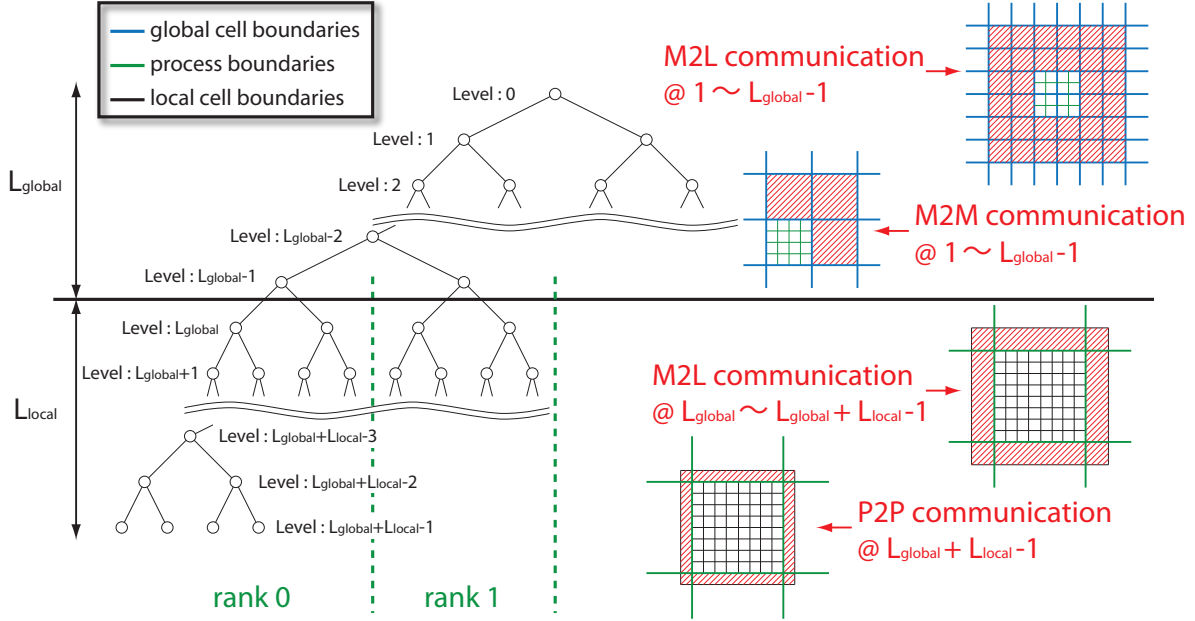 global cell boundaries
process boundaries
local cell boundaries
M2L communication
@ 1～Lglobal-1
Level : 0
Level : 1
Level : 2
Lglobal
M2M communication
@ 1～Lglobal-1
Level : Lglobal-2
Level : Lglobal-1
Level : Lglobal
Level : Lglobal+1
M2L communication
@ Lglobal～Lglobal+Llocal-1
Llocal
Level : Lglobal+Llocal-3
Level : Lglobal+Llocal-2
Level : Lglobal+Llocal-1
P2P communication
@ Lglobal+Llocal-1
rank 0
rank 1